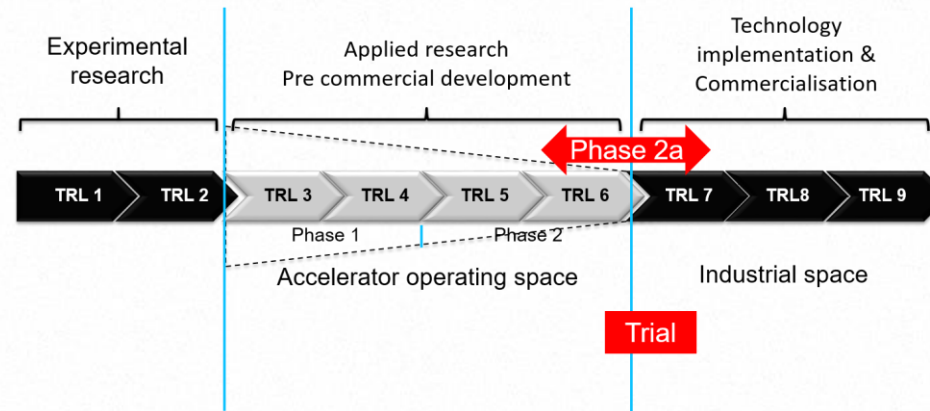 Experimental
research
Applied research
Pre commercial development
Technology
implementation &
Commercialisation
Phase 2a
TRL 1
TRL 2
TRL 3
TRL 4
TRL 5
TRL 6
TRL 7
TRL8
TRL 9
Phase 1
Phase 2
Accelerator operating space
Industrial space
Trial